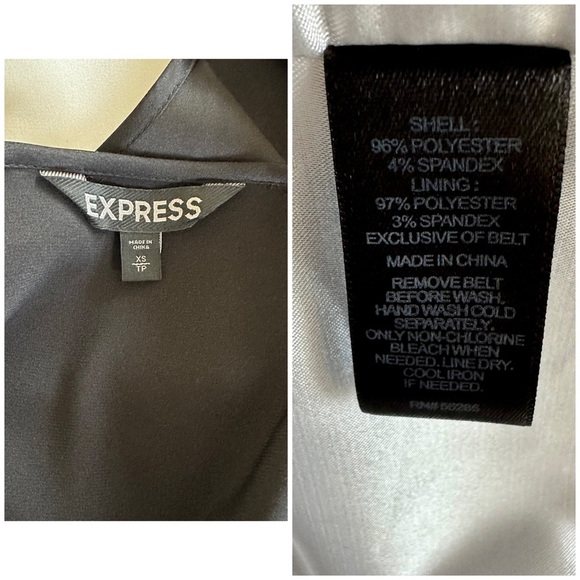 EXPRESS
MADE IN
CHINA
XS
TP
SHELL:
96% POLYESTER
4% SPANDEX
LINING :
97% POLYESTER
3% SPANDEX
EXCLUSIVE OF BELT
MADE IN CHINA
REMOVE BELT
BEFORE WASH.
HAND WASH COLD
SEPARATELY.
ONLY NON-CHLORINE
BLEACH WHEN
NEEDED. LINE DRY.
COOL IRON
IF NEEDED.
RN# 55285